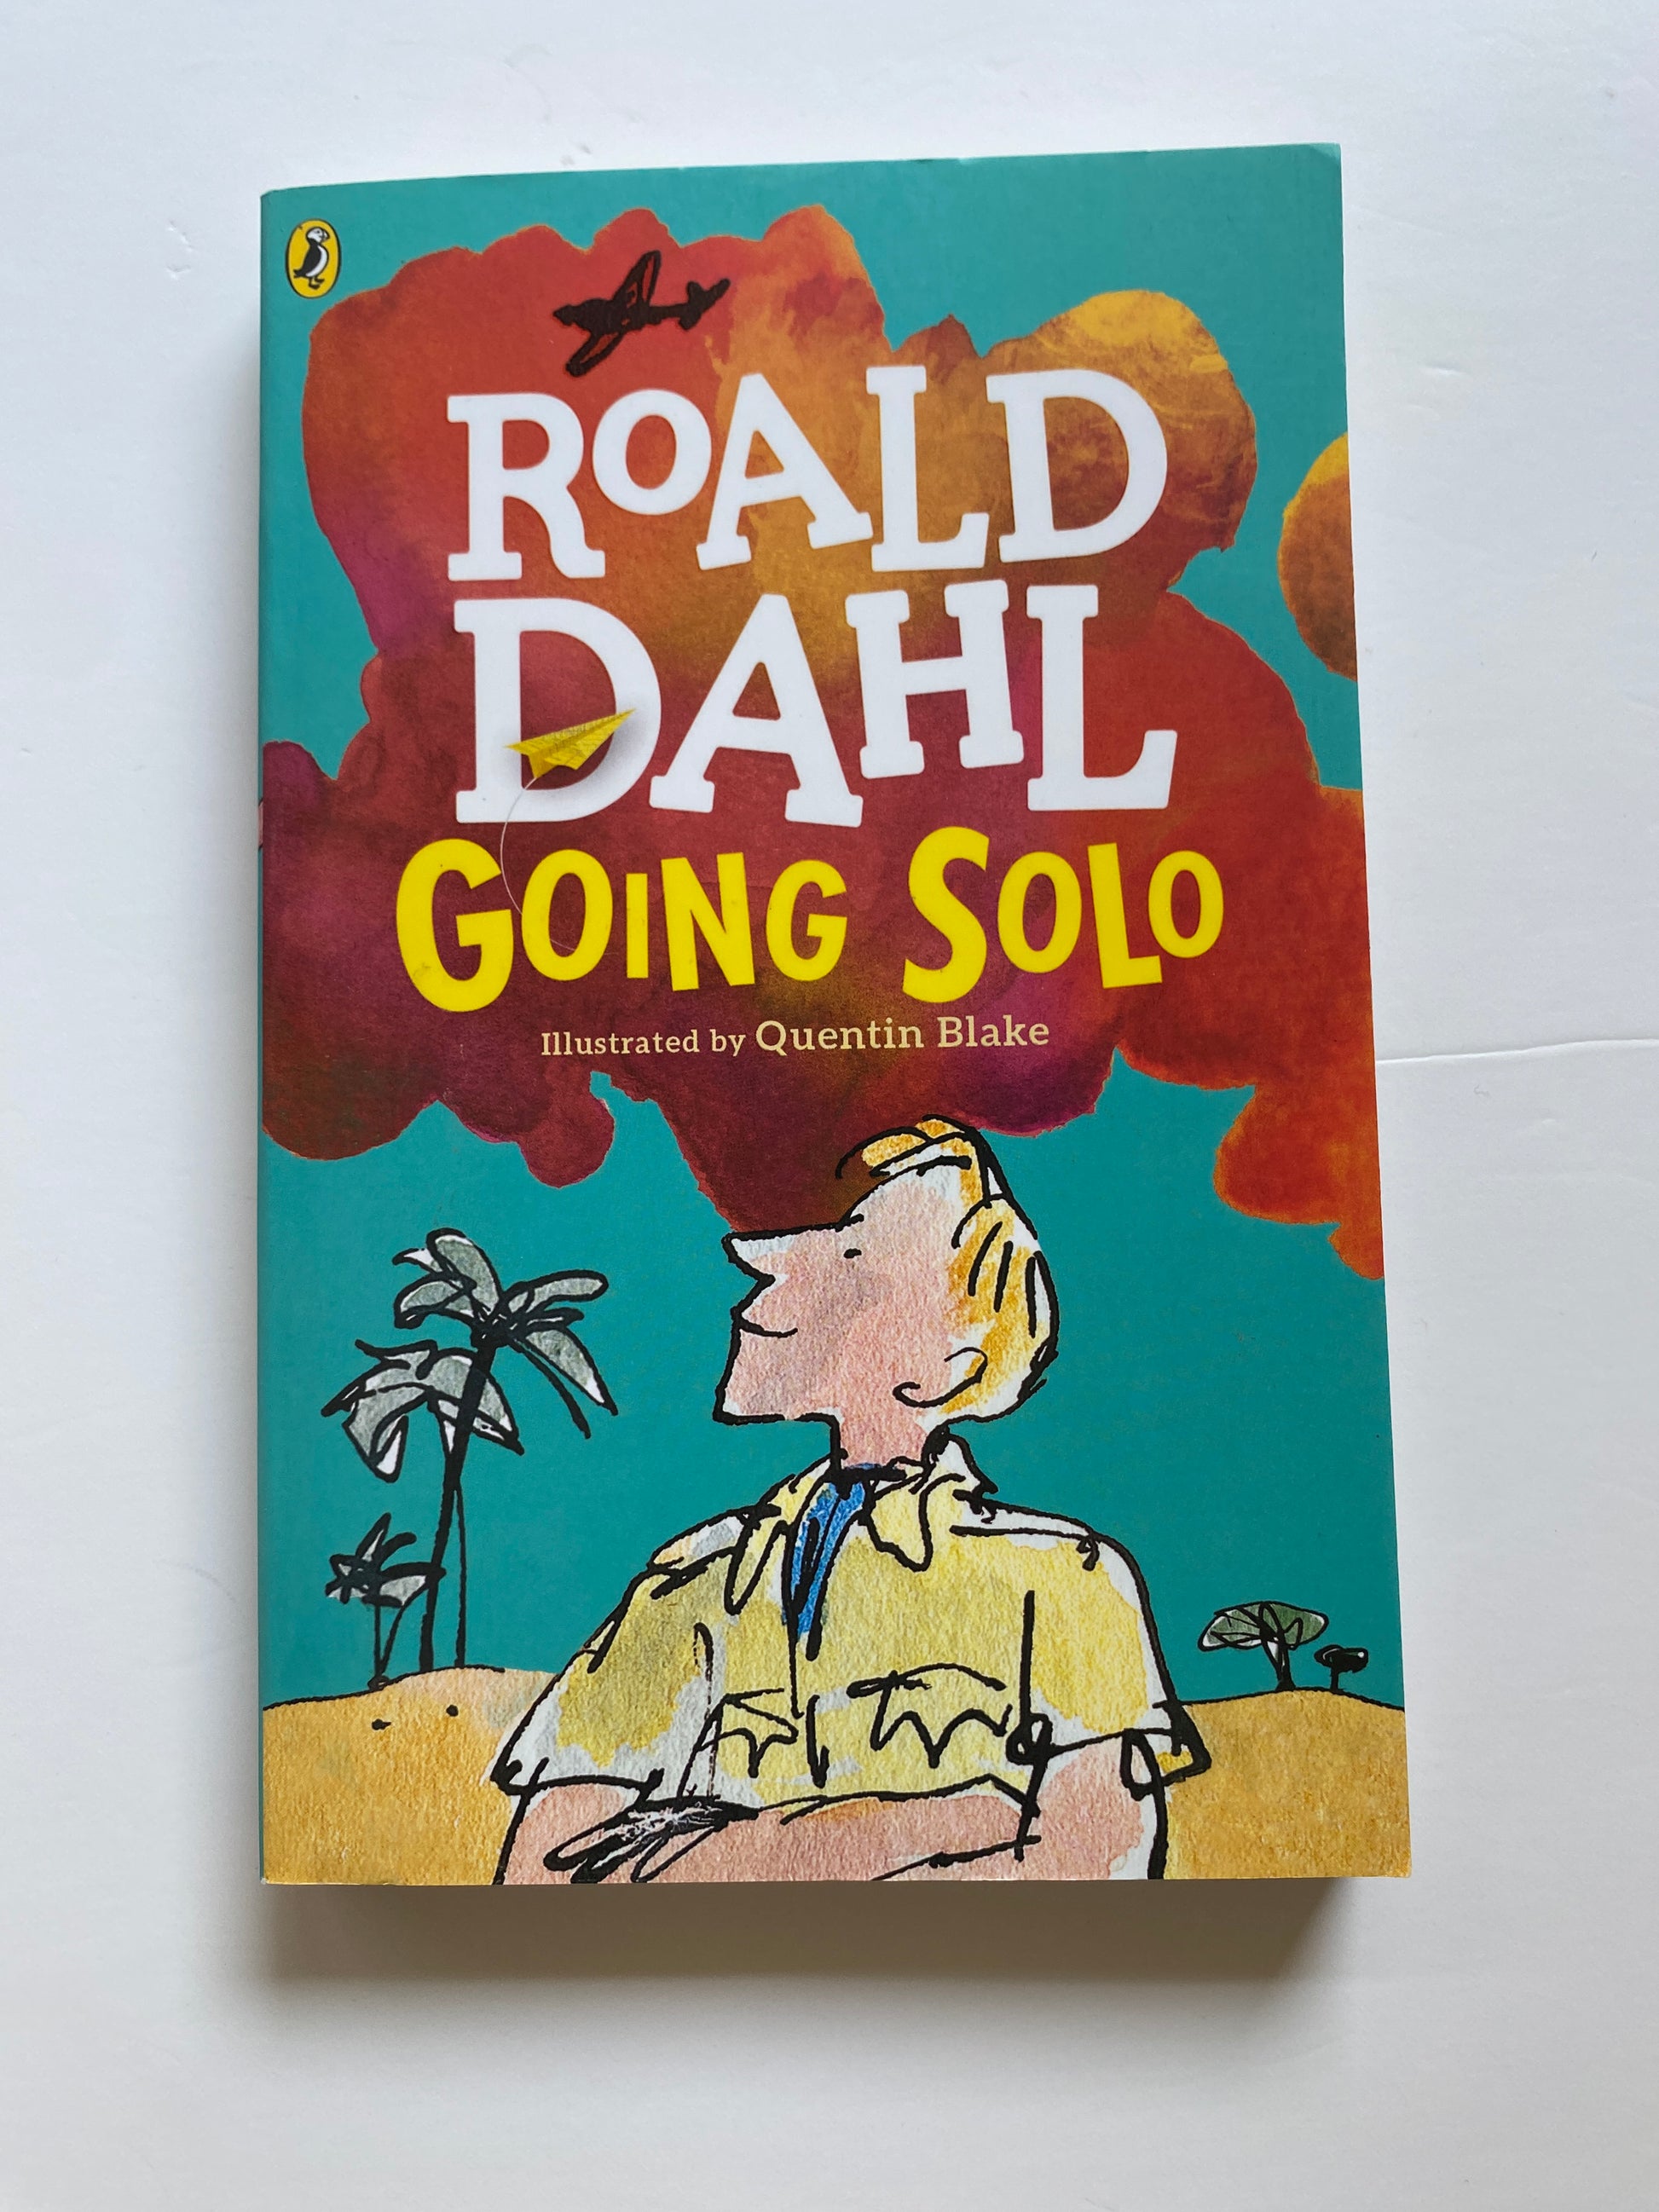 ROALD
DAHL
GOING SOLO
Illustrated by Quentin Blake